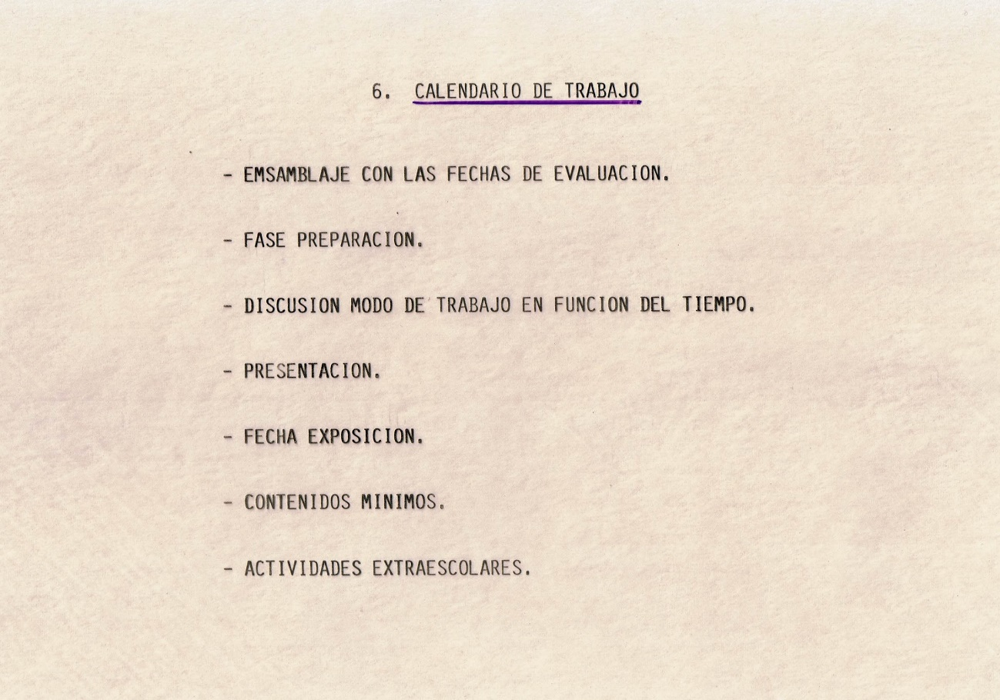 6. CALENDARIO DE TRABAJO
- EMSAMBLAJE CON LAS FECHAS DE EVALUACION.
- FASE PREPARACION.
- DISCUSION MODO DE TRABAJO EN FUNCION DEL TIEMPO.
- PRESENTACION.
- FECHA EXPOSICION.
- CONTENIDOS MINIMOS.
- ACTIVIDADES EXTRAESCOLARES.